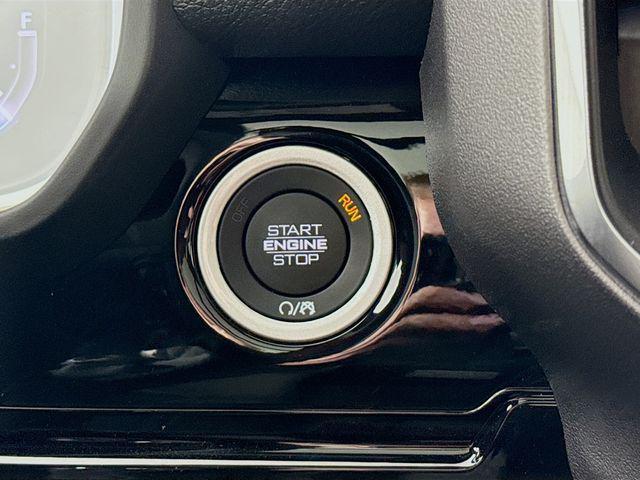 F
OFF
RUN
START
ENGINE
STOP